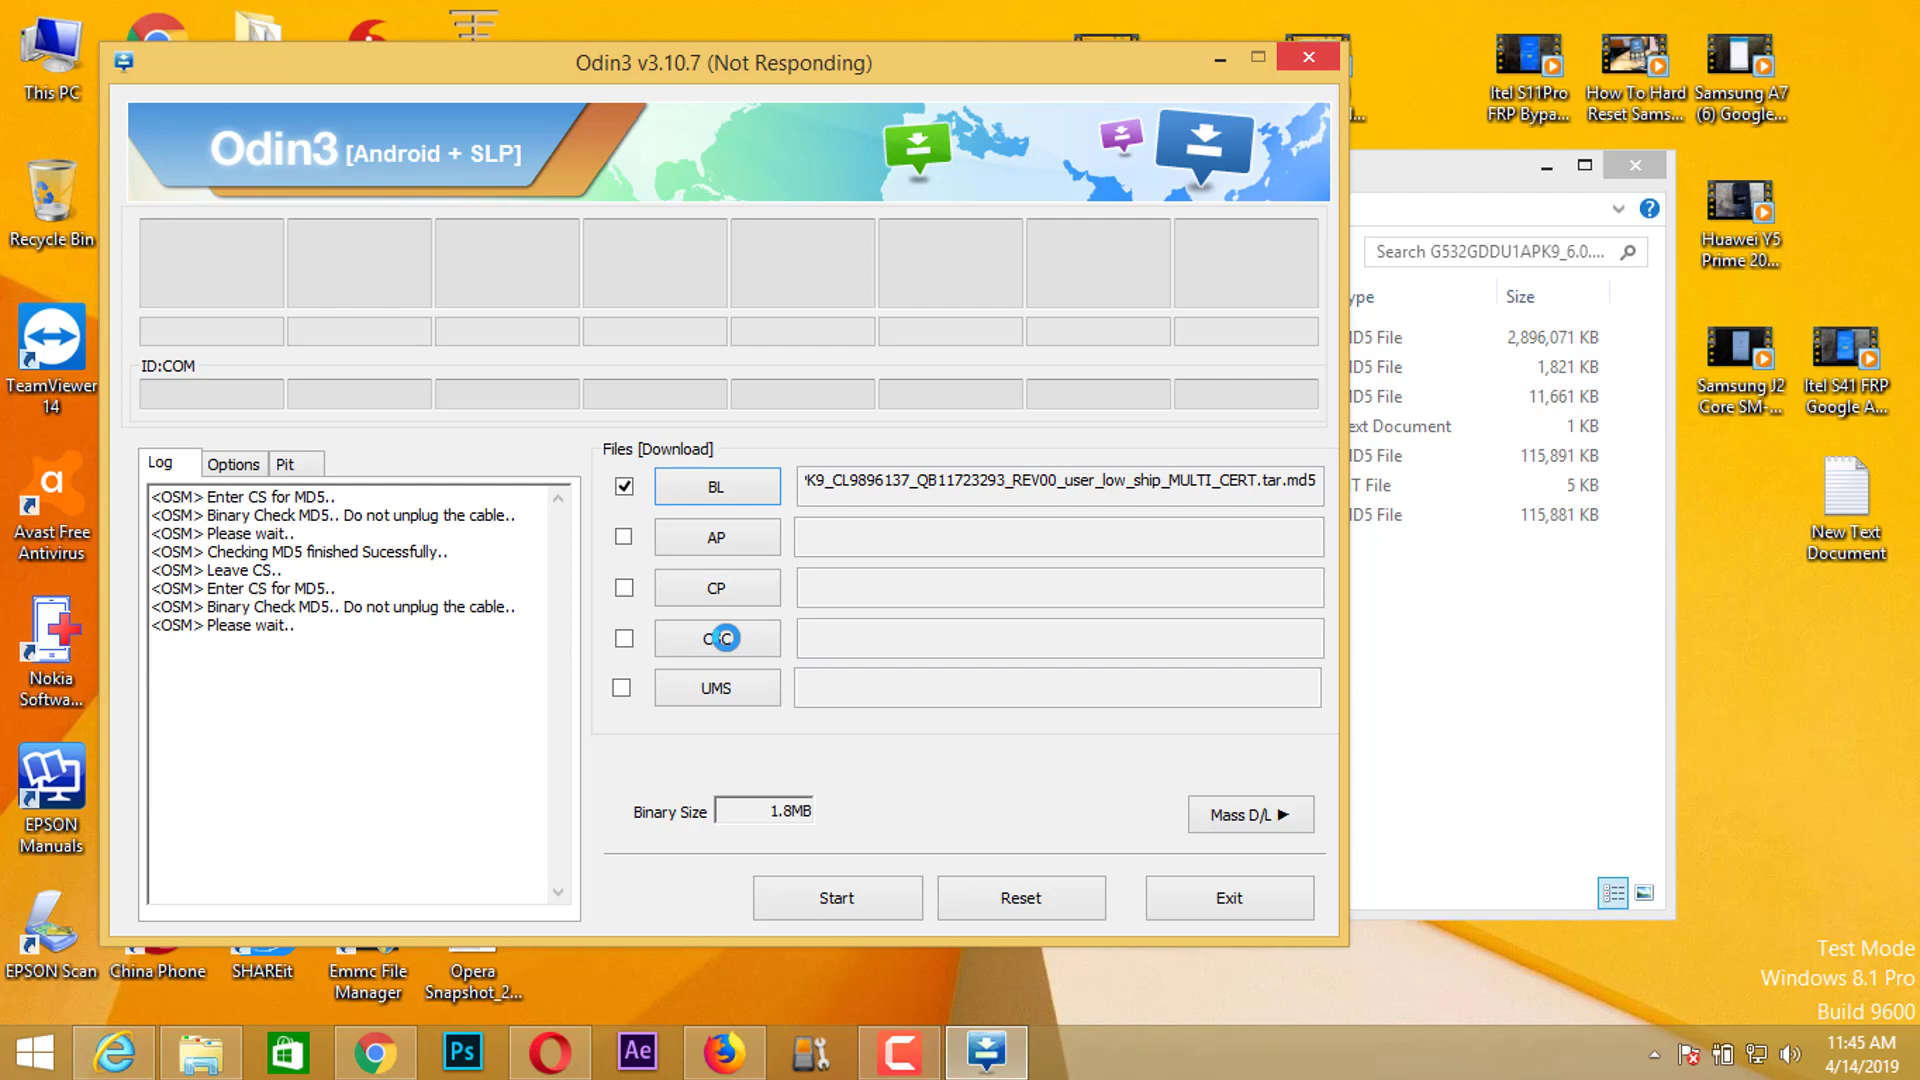 This PC
Recycle Bin
TeamViewer
14
Avast Free
Antivirus
Nokia
Softwa...
EPSON
Manuals
EPSON Scan
China Phone
SHAREit
Emmc File
Manager
Opera
Snapshot_2...
Odin3 v3.10.7 (Not Responding)
Odin3 [Android + SLP]
ID:COM
Log
Options
Pit
<OSM> Enter CS for MD5..
<OSM> Binary Check MD5.. Do not unplug the cable..
<OSM> Please wait..
<OSM> Checking MD5 finished Sucessfully..
<OSM> Leave CS..
<OSM> Enter CS for MD5..
<OSM> Binary Check MD5.. Do not unplug the cable..
<OSM> Please wait..
Files [Download]
BL
K9_CL9896137_QB11723293_REV00_user_low_ship_MULTI_CERT.tar.md5
AP
CP
CSC
UMS
Binary Size
1.8MB
Mass D/L ►
Start
Reset
Exit
Search G532GDDU1APK9_6.0....
ype Size
D5 File 2,896,071 KB
D5 File 1,821 KB
D5 File 11,661 KB
ext Document 1 KB
D5 File 115,891 KB
T File 5 KB
D5 File 115,881 KB
Itel S11Pro
FRP Bypa...
How To Hard
Reset Sams...
Samsung A7
(6) Google...
Huawei Y5
Prime 20...
Samsung J2
Core SM-...
Itel S41 FRP
Google A...
New Text
Document
Test Mode
Windows 8.1 Pro
Build 9600
Ps
Ae
11:45 AM
4/14/2019